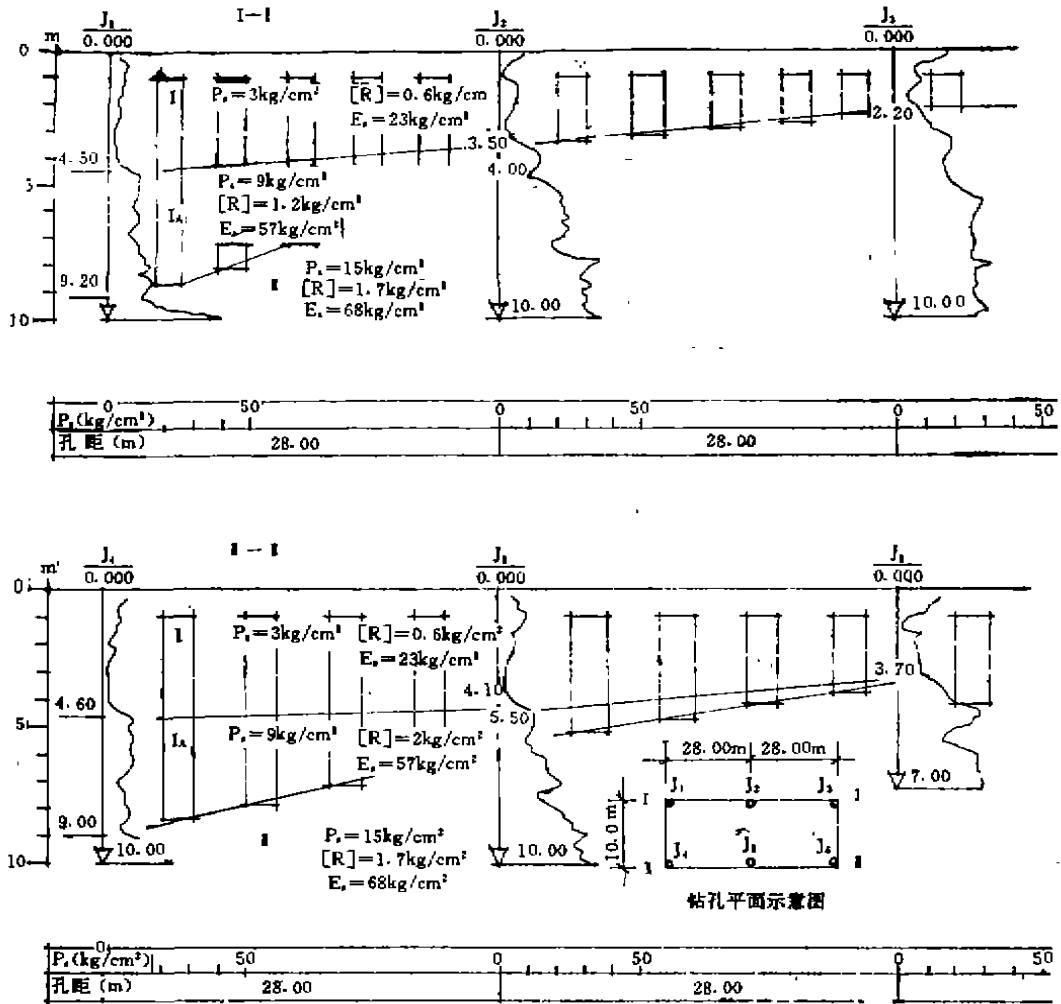 I—I
J₁ J₂ J₃
m 0.000 0.000 0.000
0
I Pₛ=3kg/cm² [R]=0.6kg/cm
Eₛ=23kg/cm²
2.20
4.50 3.50
5 4.00
Pₛ=9kg/cm²
[R]=1.2kg/cm²
I_A Eₛ=57kg/cm²
Pₛ=15kg/cm²
9.20 [R]=1.7kg/cm²
10 Eₛ=68kg/cm² 10.00 10.00
0 50 0 50 0 50
Pₛ(kg/cm²)
孔距(m) 28.00 28.00
Ⅱ—Ⅱ
J₄
m 0.000 0.000 0.000
0
I Pₛ=3kg/cm² [R]=0.6kg/cm²
Eₛ=23kg/cm²
4.10 3.70
4.60 5.50
5
I_A Pₛ=9kg/cm² [R]=2kg/cm²
Eₛ=57kg/cm²
28.00m 28.00m 7.00
I J₁ J₂ J₃ I
9.00 Pₛ=15kg/cm² 10.0m
10 10.00 [R]=1.7kg/cm² 10.00 J₄
Eₛ=68kg/cm²
钻孔平面示意图
0 50 0 50 0 50
Pₛ(kg/cm²)
孔距(m) 28.00 28.00